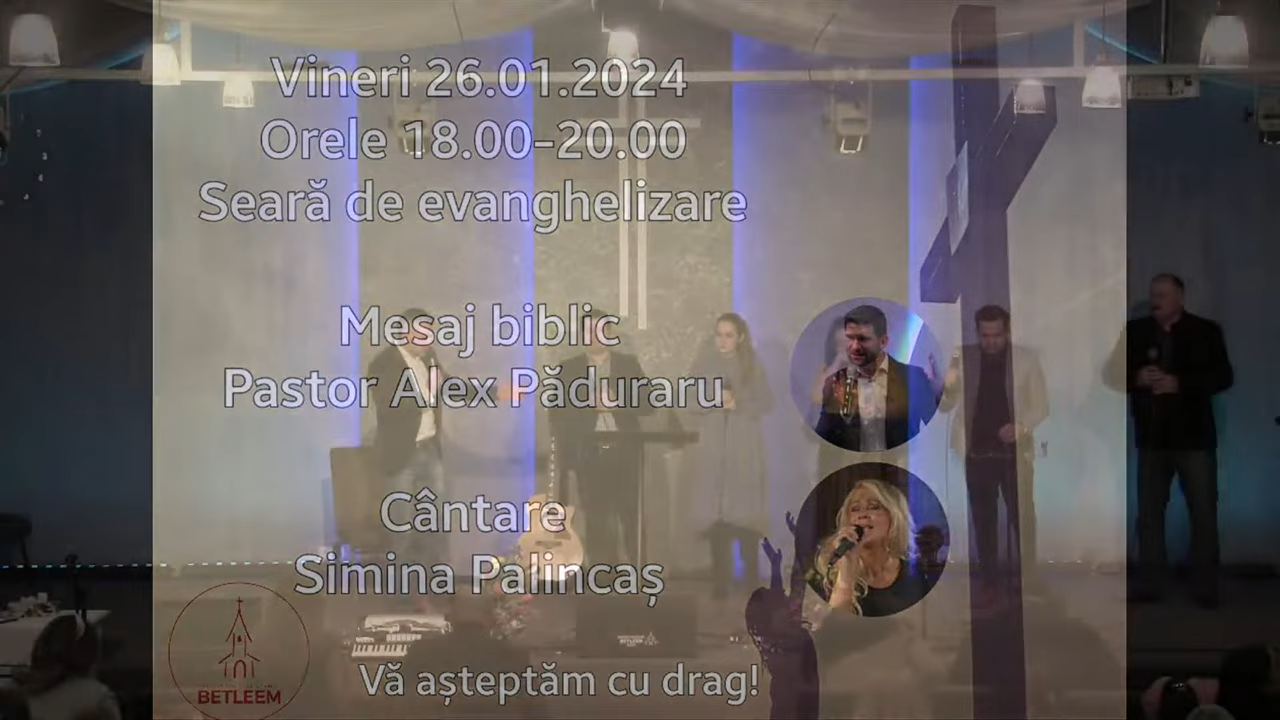 Vineri 26.01.2024
Orele 18.00-20.00
Seară de evanghelizare
Mesaj biblic
Pastor Alex Păduraru
Cântare
Simina Palincaș
BETLEEM
Vă așteptăm cu drag!